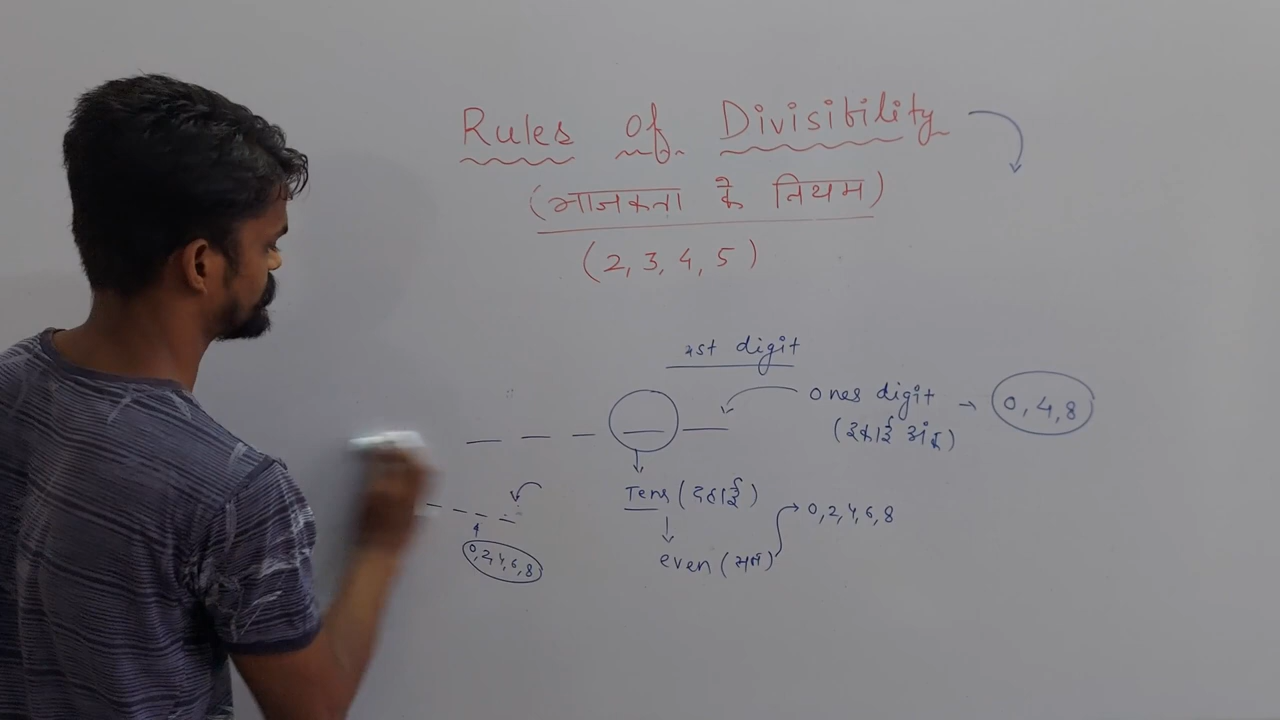 Rules of Divisibility
(भाजकता के नियम)
(2, 3, 4, 5)
digit
ones digit → 0, 4, 8
(इकाई अंक)
Tens (दहाई)
0, 2, 4, 6, 8
even (सम)
0, 2, 4, 6, 8